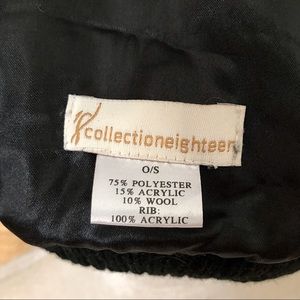 collectioneighteen
O/S
75% POLYESTER
15% ACRYLIC
10% WOOL
RIB:
100% ACRYLIC